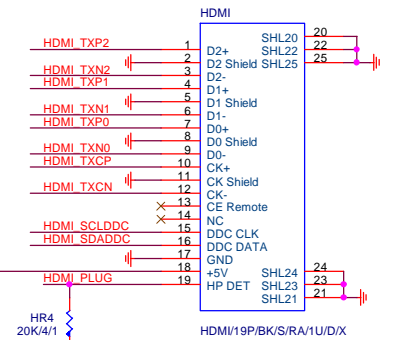 HDMI
HDMI_TXP2 1 D2+ SHL20 20
2 D2 Shield SHL22 22
HDMI_TXN2 3 D2- SHL25 25
HDMI_TXP1 4 D1+
5 D1 Shield
HDMI_TXN1 6 D1-
HDMI_TXP0 7 D0+
8 D0 Shield
HDMI_TXN0 9 D0-
HDMI_TXCP 10 CK+
11 CK Shield
HDMI_TXCN 12 CK-
13 CE Remote
14 NC
HDMI_SCLDDC 15 DDC CLK
HDMI_SDADDC 16 DDC DATA
17 GND
18 +5V SHL24 24
HDMI_PLUG 19 HP DET SHL23 23
SHL21 21
HR4
20K/4/1
HDMI/19P/BK/S/RA/1U/D/X